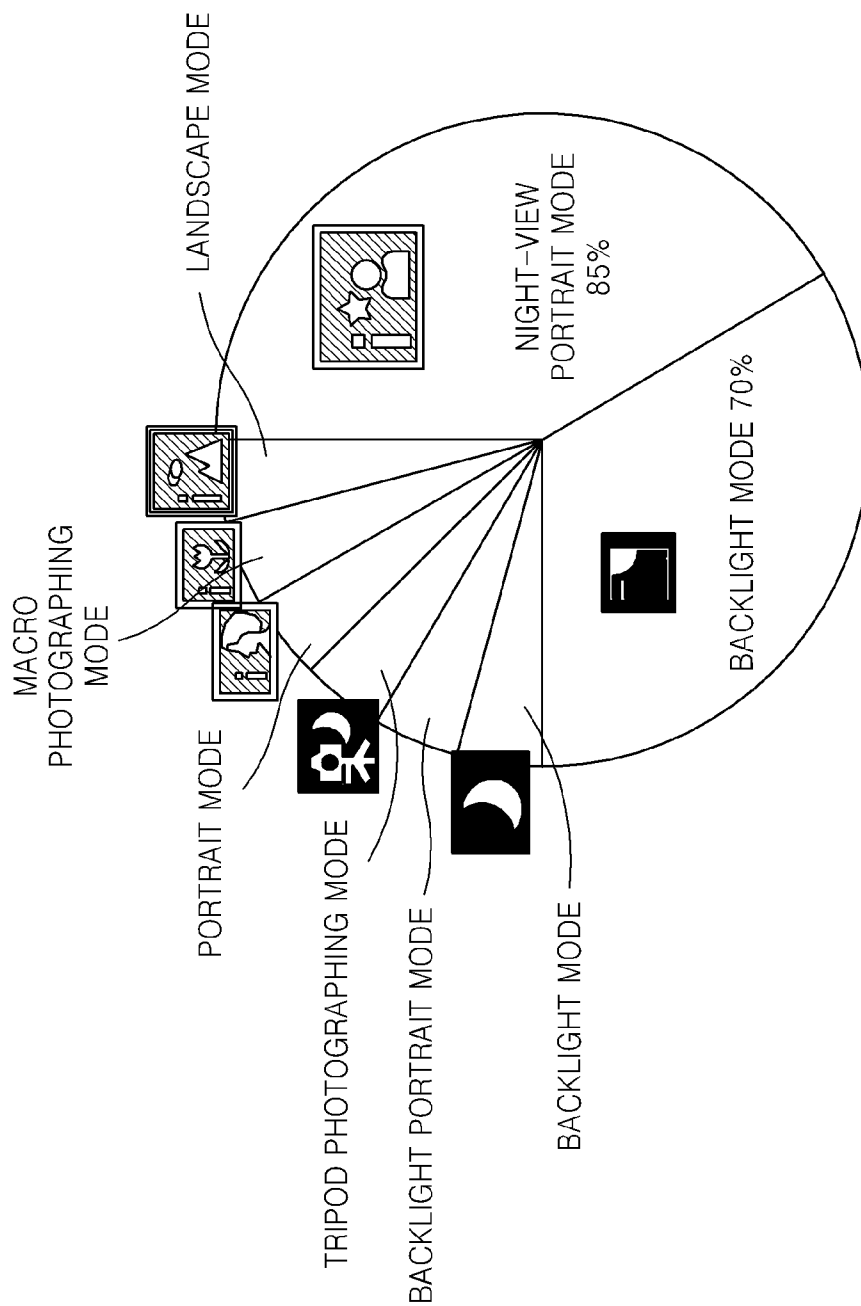 LANDSCAPE MODE
MACRO
PHOTOGRAPHING
MODE
PORTRAIT MODE
TRIPOD PHOTOGRAPHING MODE
BACKLIGHT PORTRAIT MODE
BACKLIGHT MODE
NIGHT-VIEW
PORTRAIT MODE
85%
BACKLIGHT MODE 70%